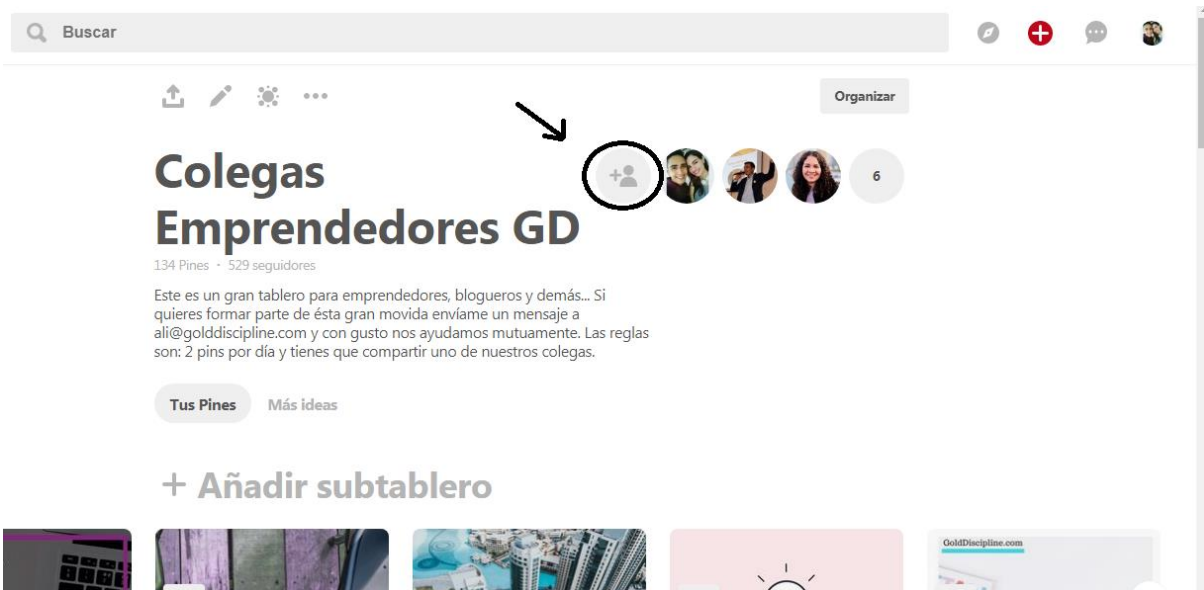 Buscar
Organizar
Colegas
Emprendedores GD
6
134 Pines · 529 seguidores
Este es un gran tablero para emprendedores, blogueros y demás... Si
quieres formar parte de ésta gran movida envíame un mensaje a
ali@golddiscipline.com y con gusto nos ayudamos mutuamente. Las reglas
son: 2 pins por día y tienes que compartir uno de nuestros colegas.
Tus Pines Más ideas
+ Añadir subtablero
GoldDiscipline.com